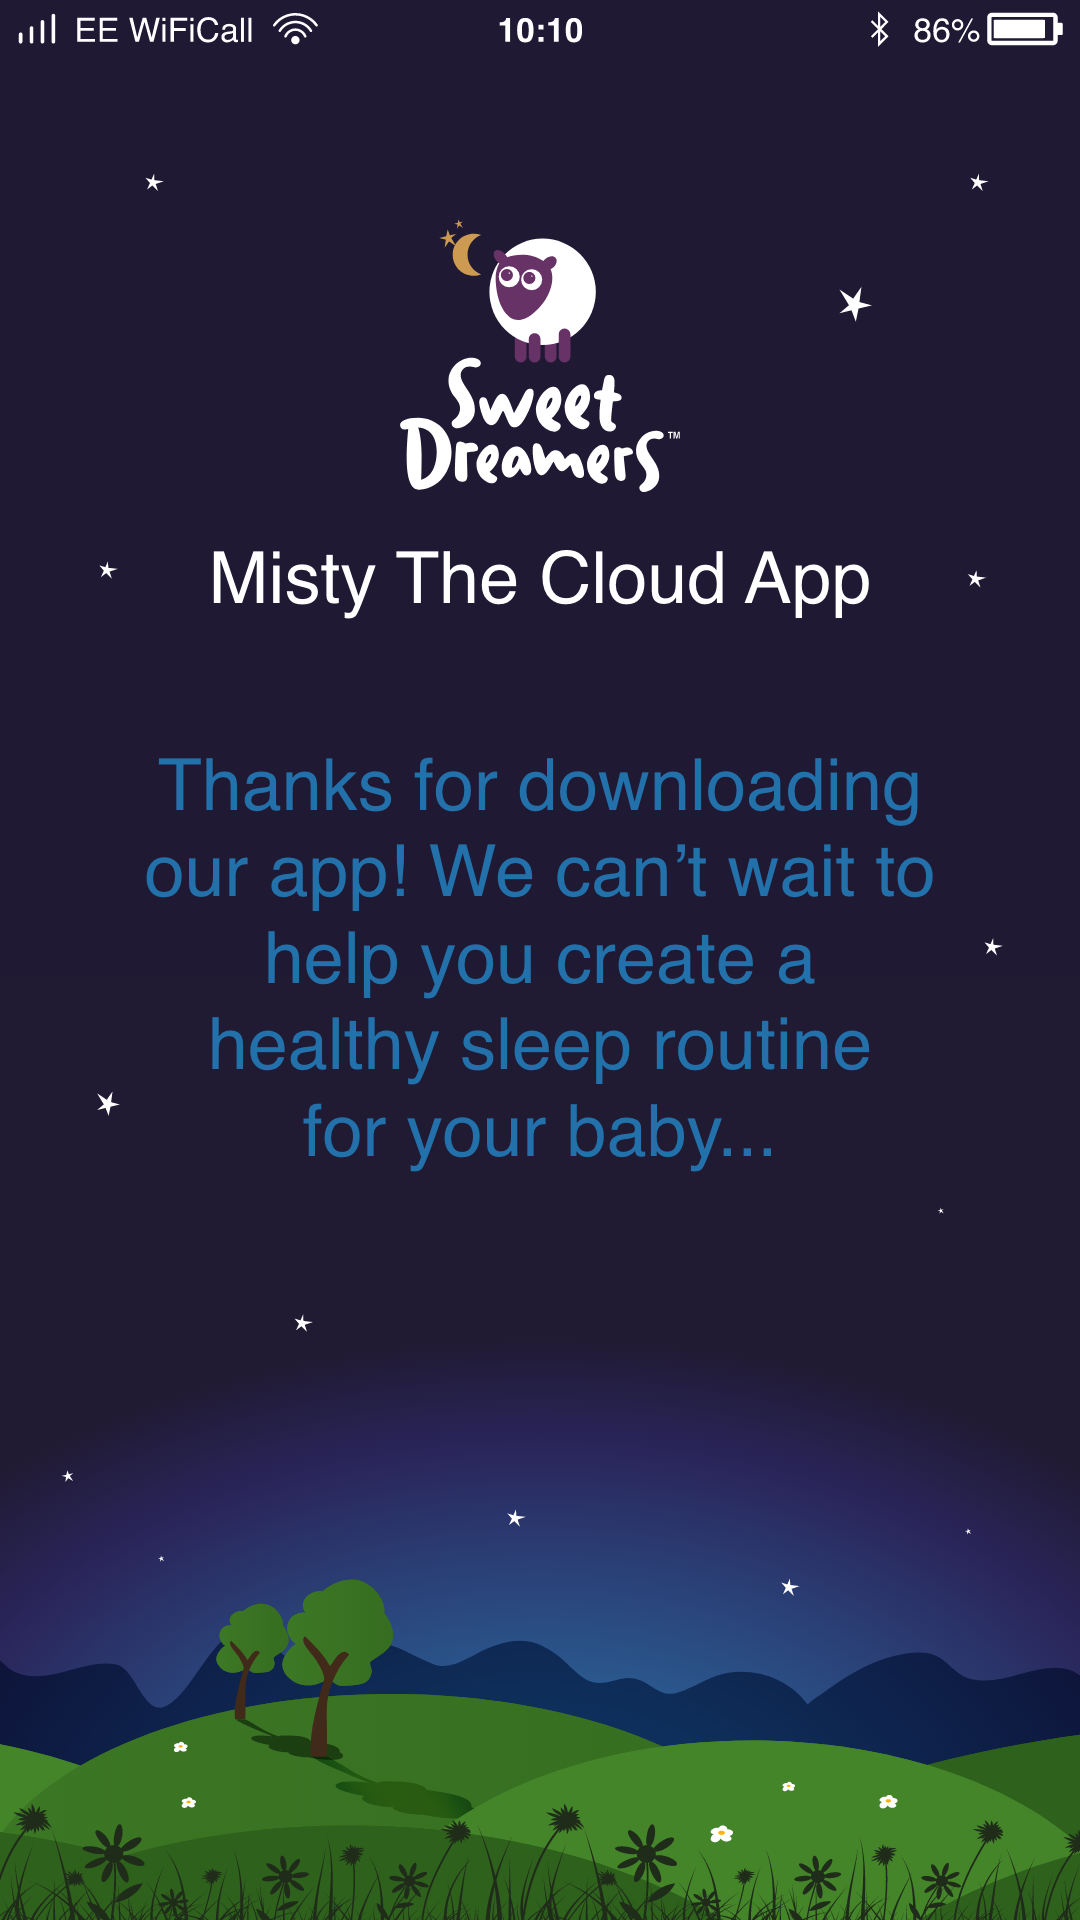 EE WiFiCall 10:10 86%
Sweet
Dreamers™
Misty The Cloud App
Thanks for downloading
our app! We can’t wait to
help you create a
healthy sleep routine
for your baby...